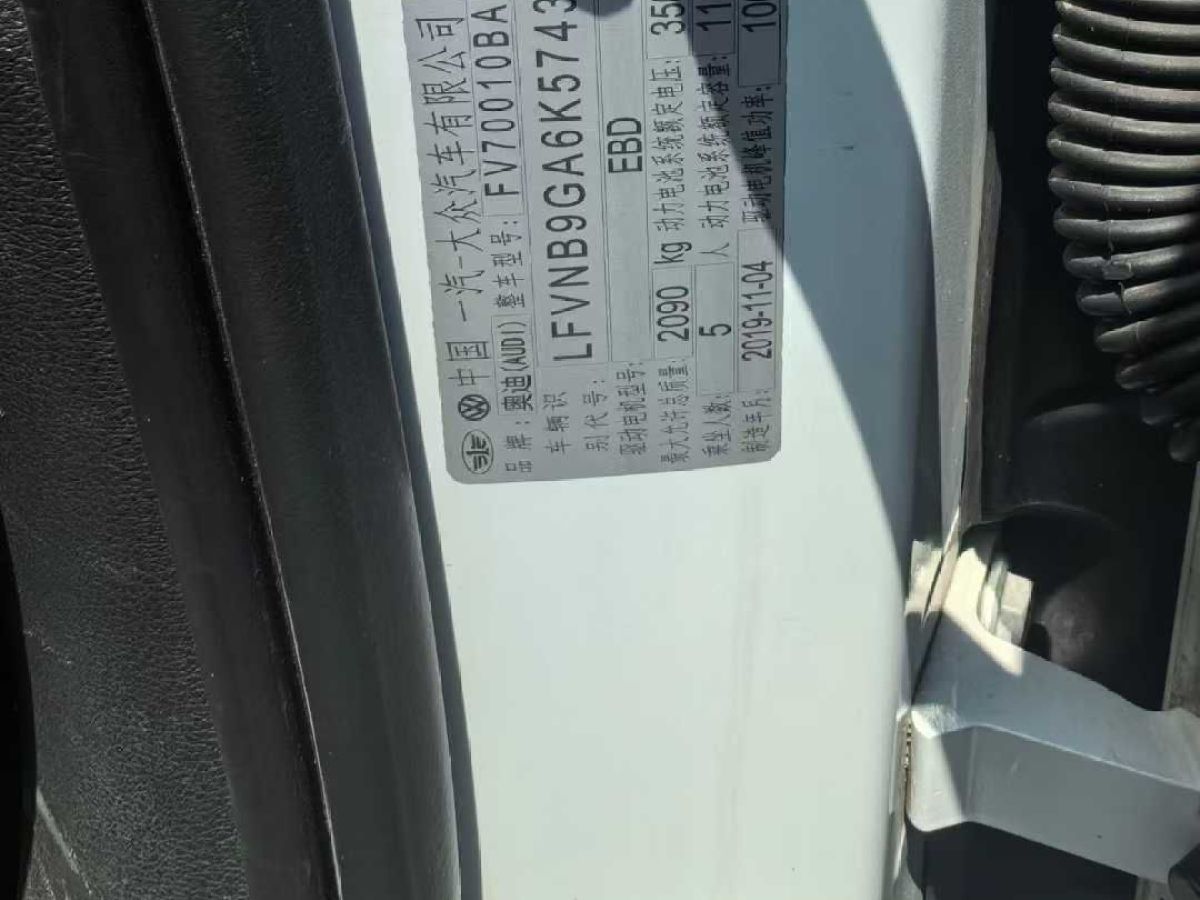 中国 一汽-大众汽车有限公司
品牌: 奥迪(AUDI) 整车型号: FV70010BA
车辆识别代号: LFVNB9GA6K5743
驱动电机型号: EBD
最大允许总质量: 2090 kg 动力电池系统额定电压: 35
乘坐人数: 5 人 动力电池系统额定容量: 11
制造年月: 2019-11-04 驱动电机峰值功率: 10